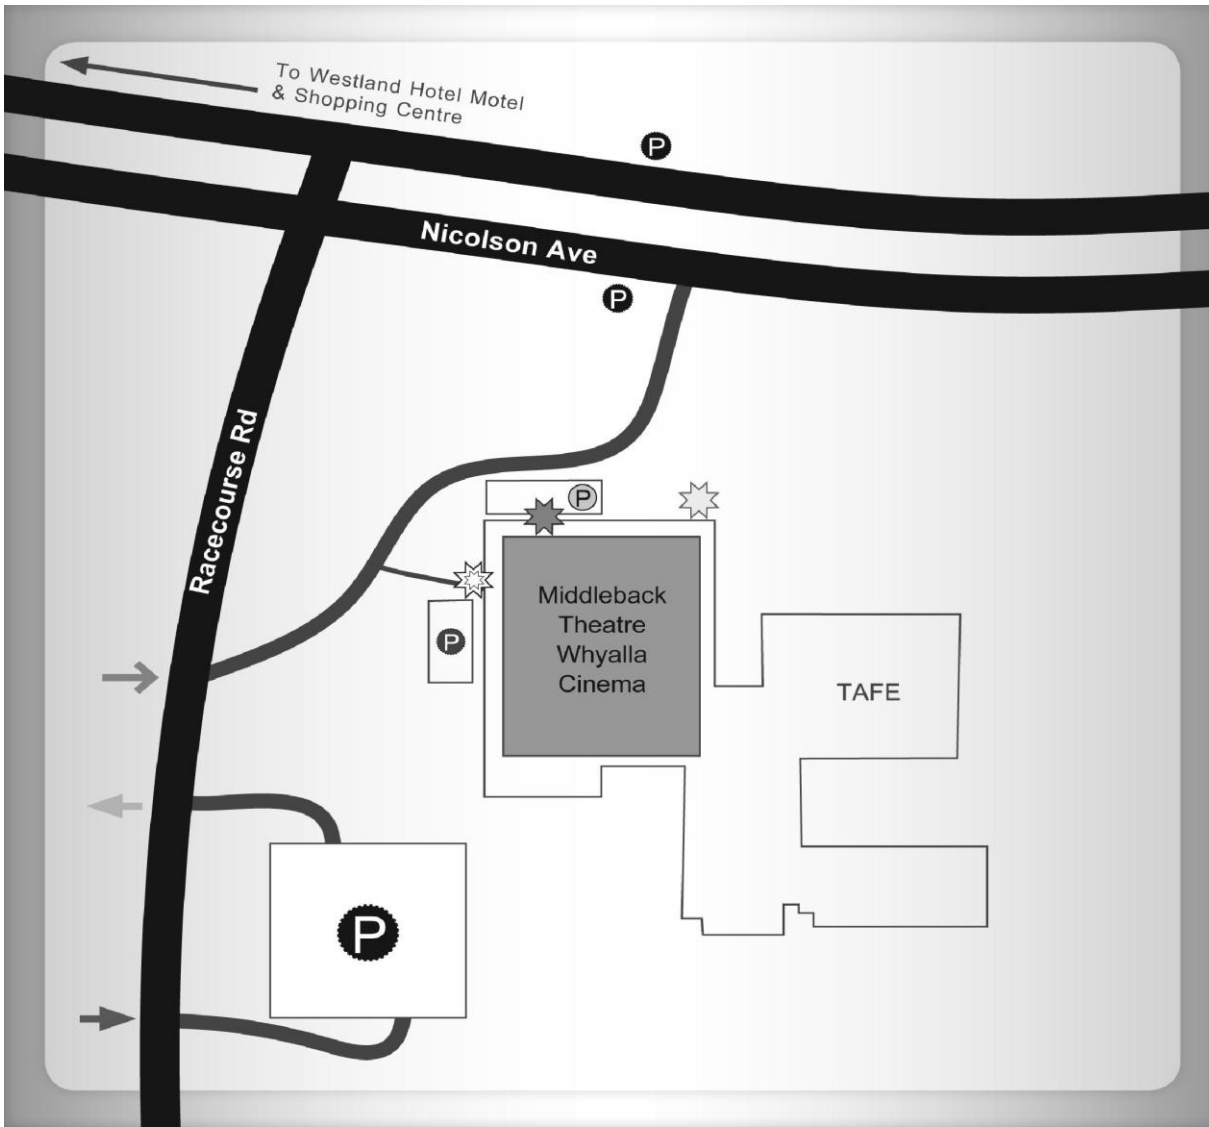 To Westland Hotel Motel
& Shopping Centre
P
Nicolson Ave
P
Racecourse Rd
P
Middleback
Theatre
Whyalla
Cinema
P
TAFE
P